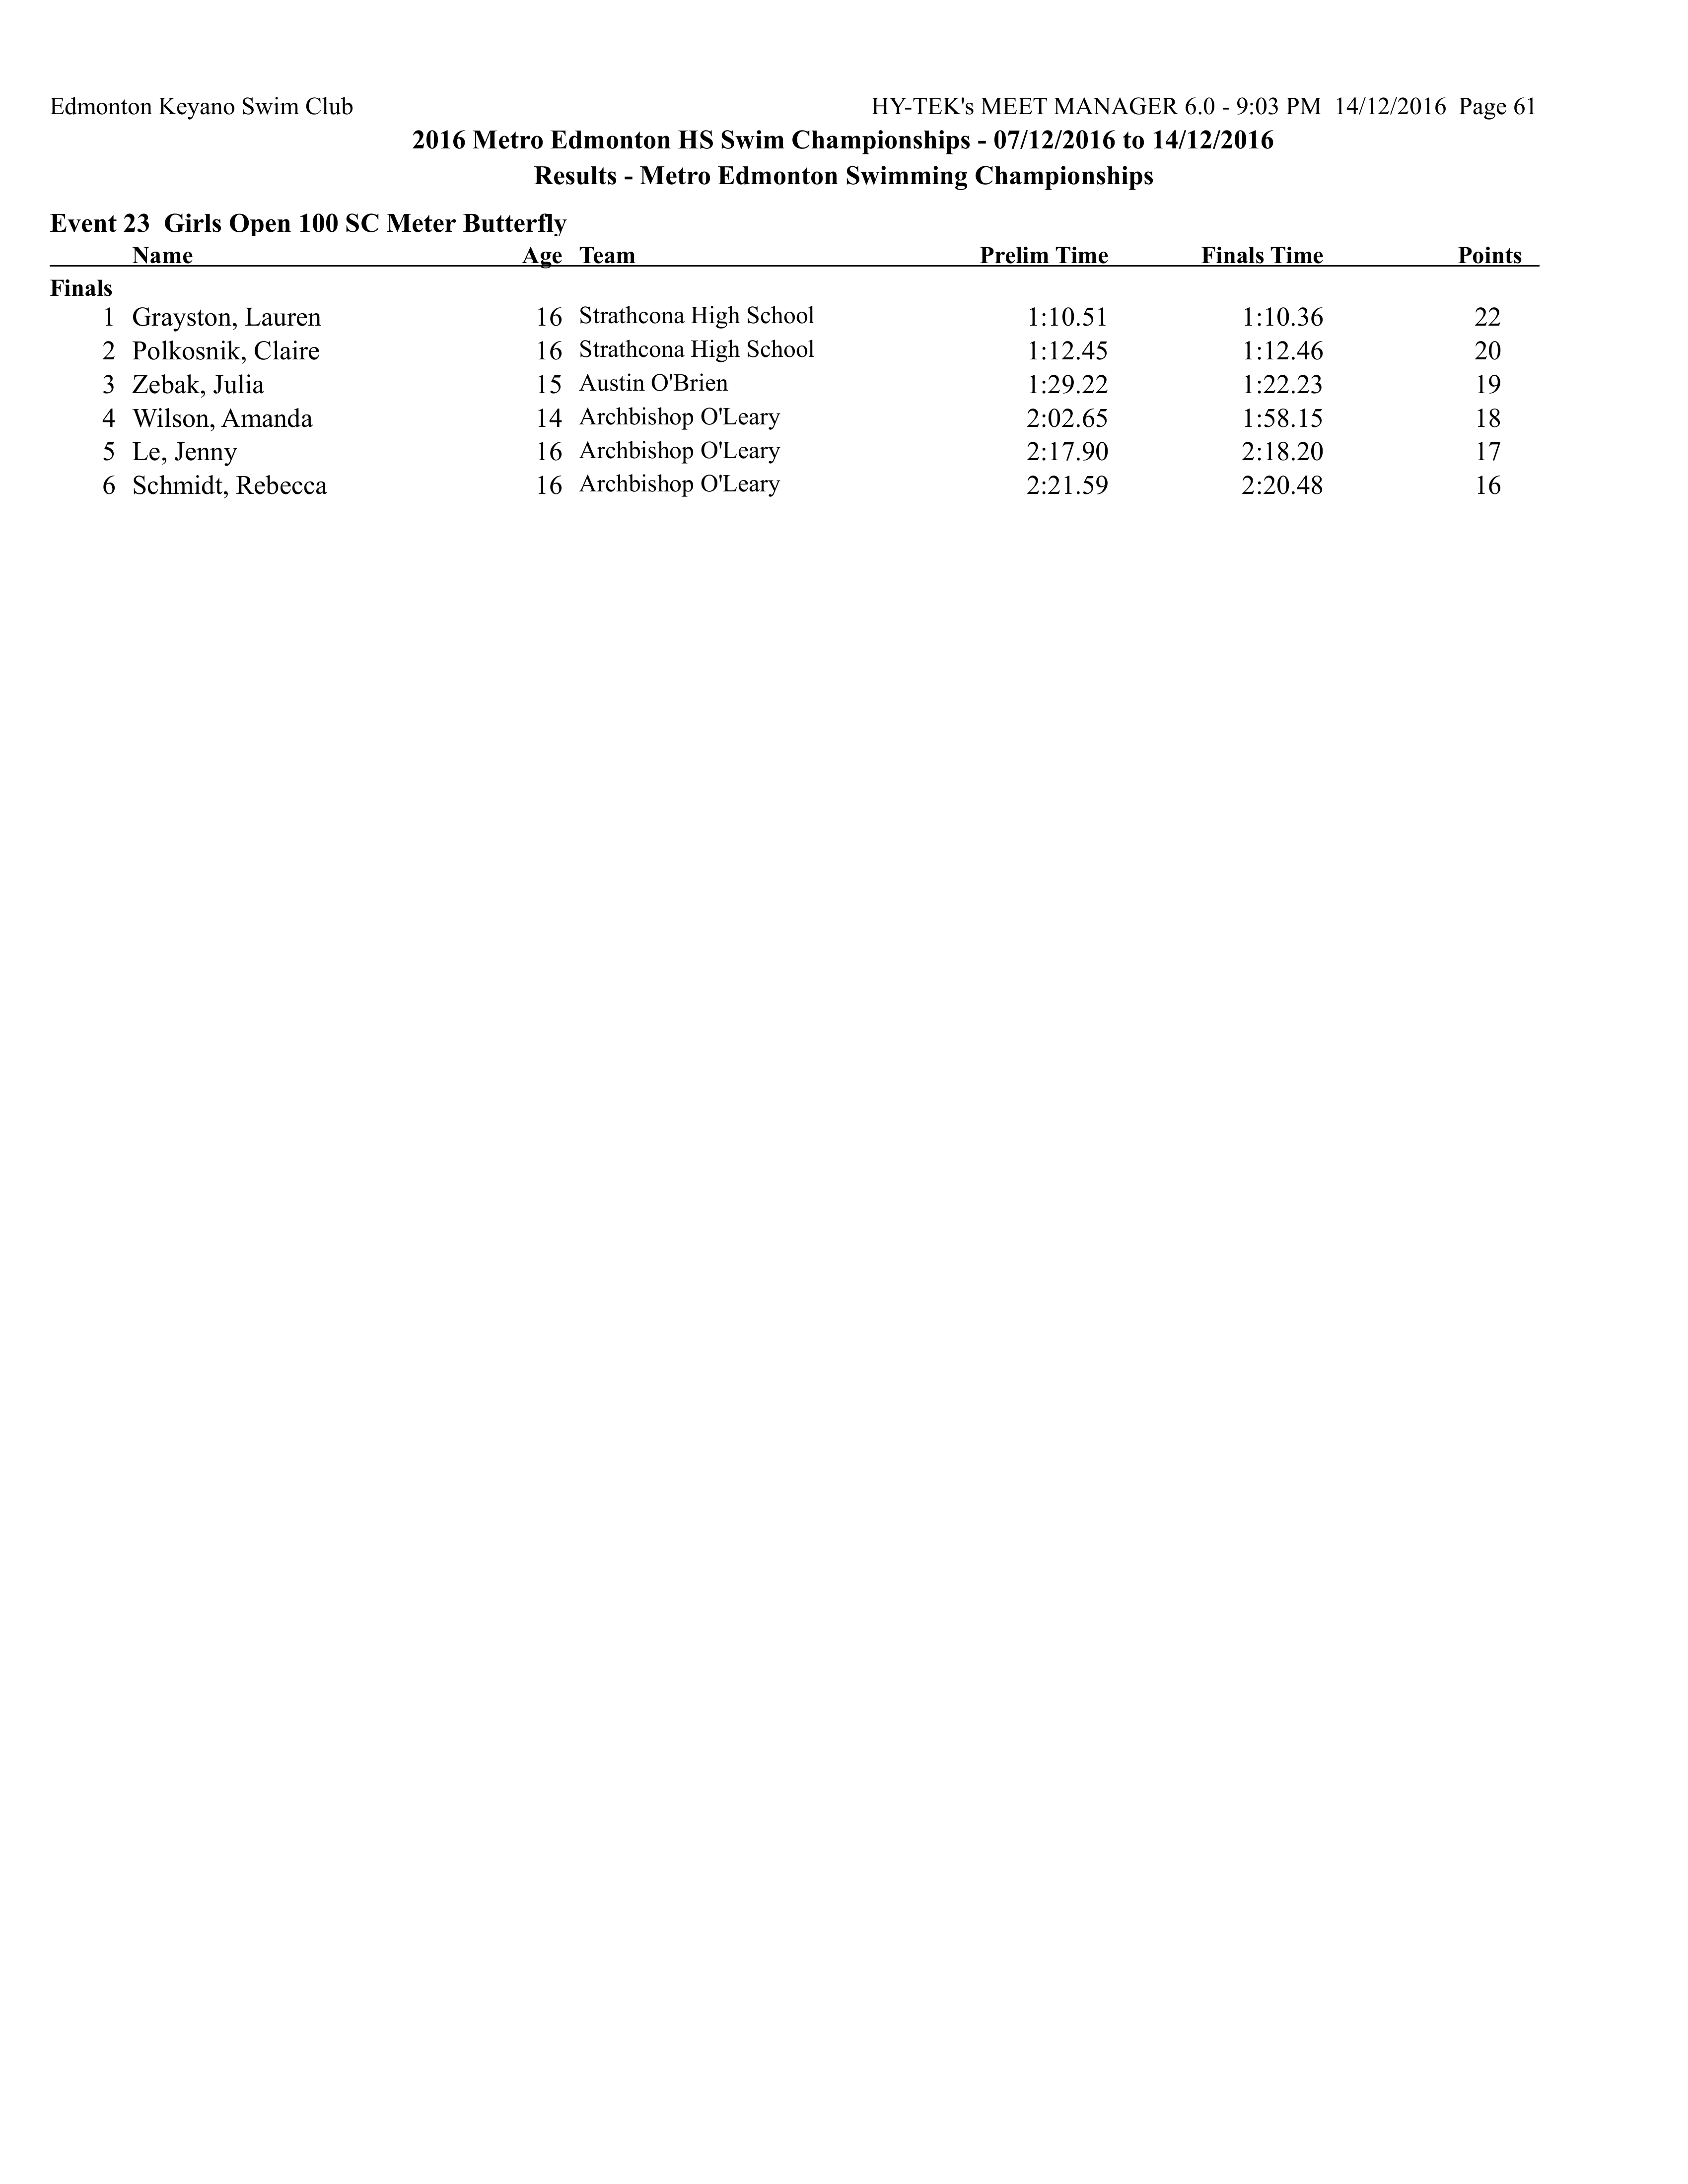 Edmonton Keyano Swim Club HY-TEK's MEET MANAGER 6.0 - 9:03 PM 14/12/2016 Page 61
2016 Metro Edmonton HS Swim Championships - 07/12/2016 to 14/12/2016
Results - Metro Edmonton Swimming Championships
Event 23 Girls Open 100 SC Meter Butterfly
Name Age Team Prelim Time Finals Time Points
Finals
1 Grayston, Lauren 16 Strathcona High School 1:10.51 1:10.36 22
2 Polkosnik, Claire 16 Strathcona High School 1:12.45 1:12.46 20
3 Zebak, Julia 15 Austin O'Brien 1:29.22 1:22.23 19
4 Wilson, Amanda 14 Archbishop O'Leary 2:02.65 1:58.15 18
5 Le, Jenny 16 Archbishop O'Leary 2:17.90 2:18.20 17
6 Schmidt, Rebecca 16 Archbishop O'Leary 2:21.59 2:20.48 16